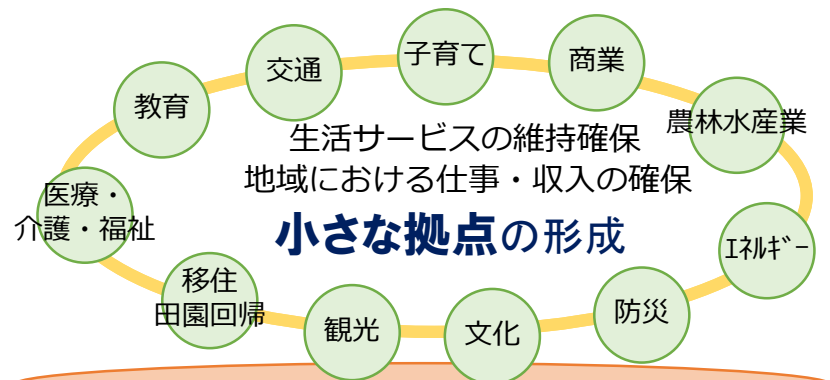 子育て
商業
交通
教育
農林水産業
生活サービスの維持確保
地域における仕事・収入の確保
医療・
介護・福祉
小さな拠点の形成
エネルギー
移住
田園回帰
防災
観光
文化